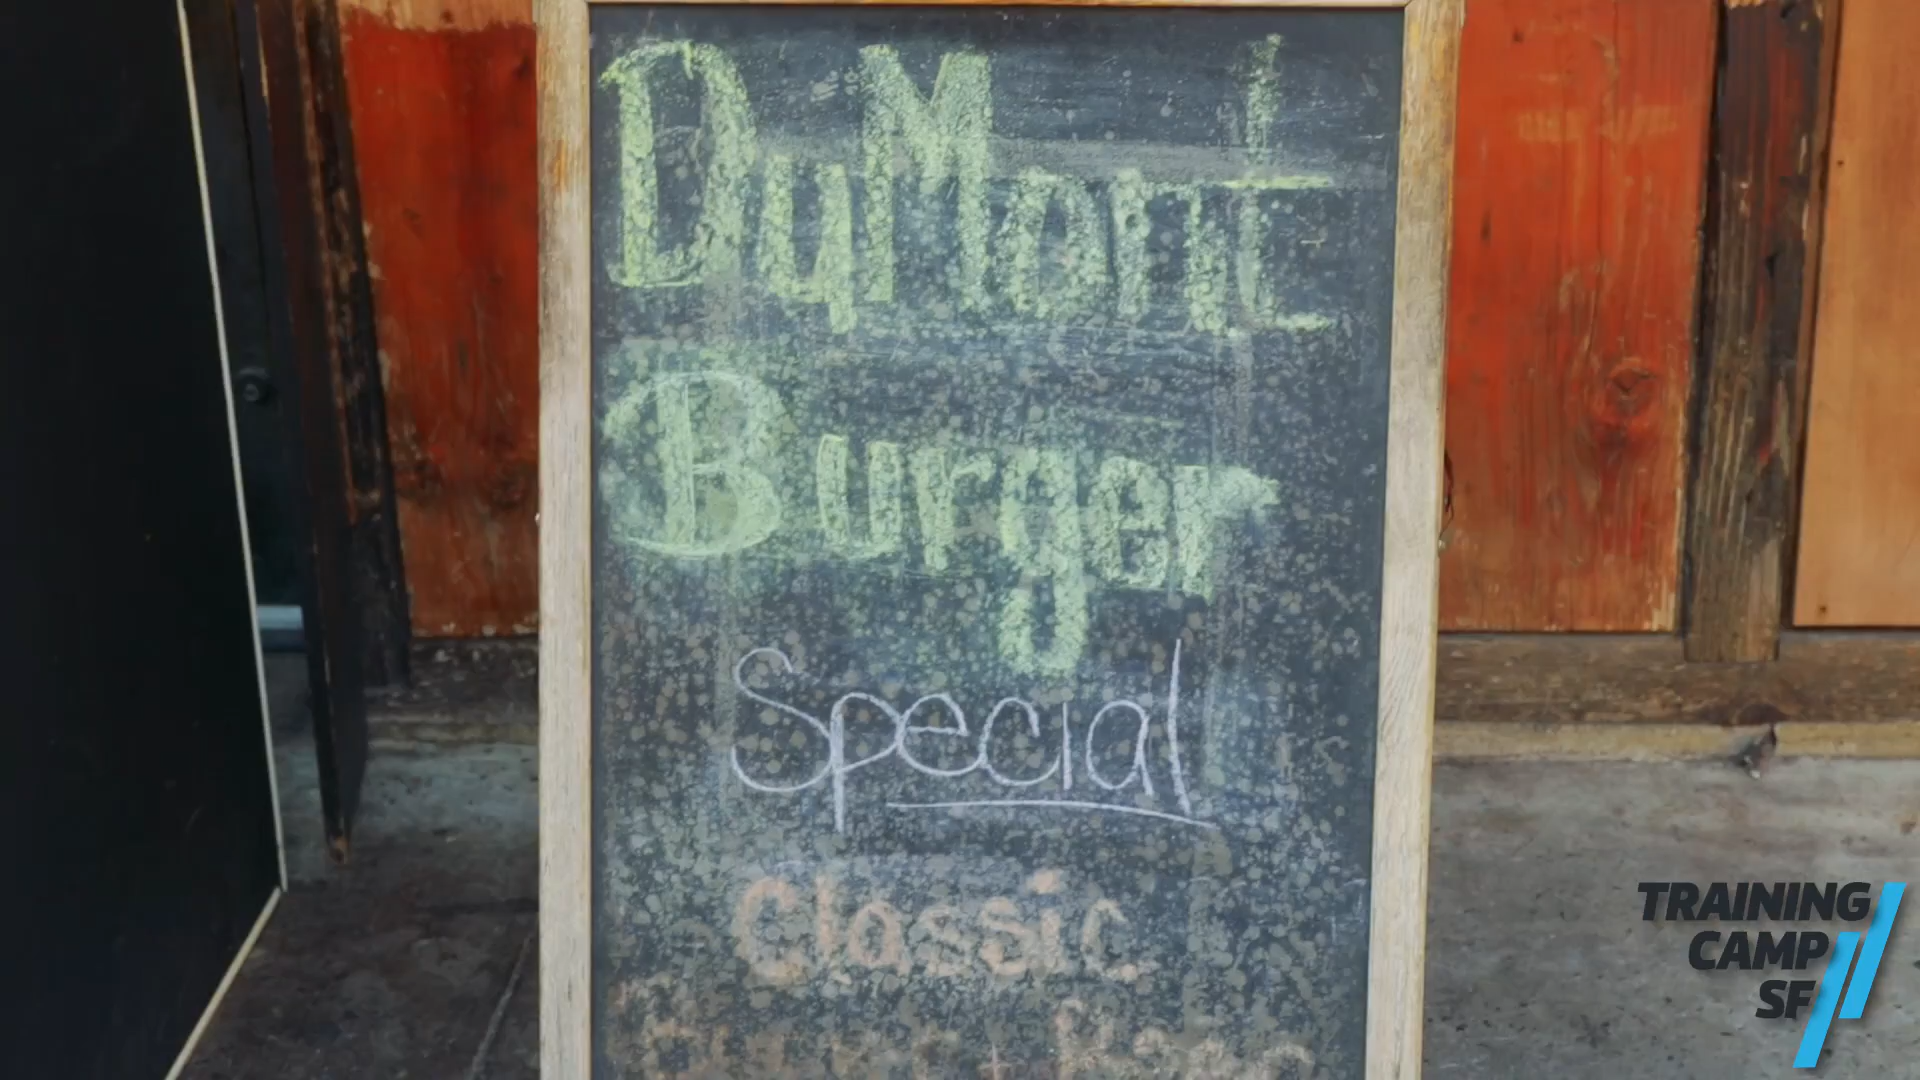 DuMont
Burger
Special
Classic
TRAINING
CAMP
SF